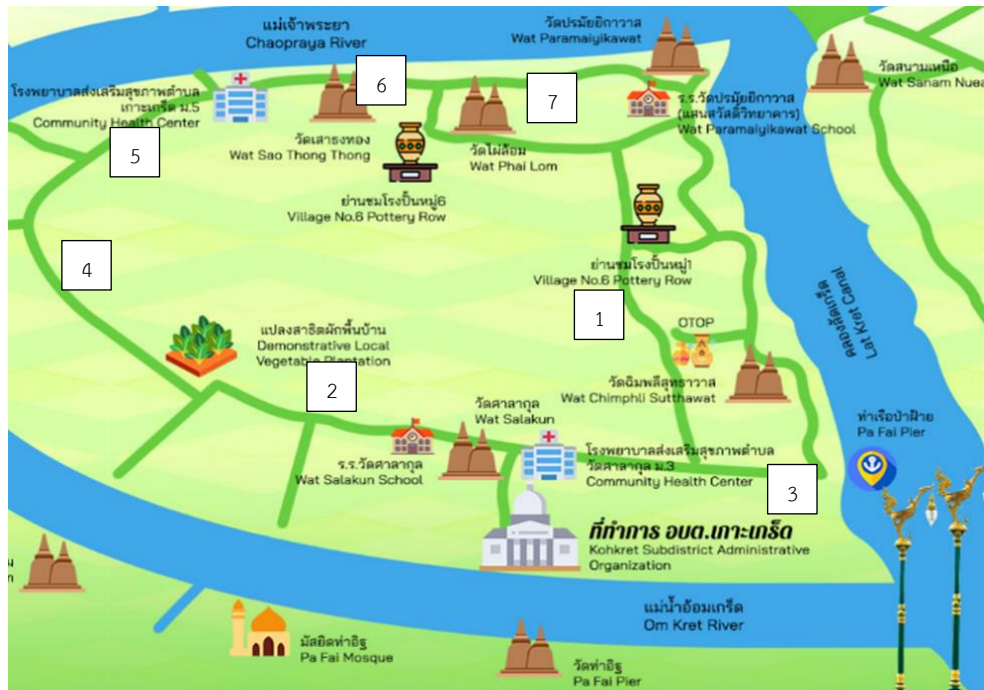 แม่เจ้าพระยา
Chaopraya River
วัดปรมัยยิกาวาส
Wat Paramaiyikawat
วัดสนามเหนือ
Wat Sanam Nuea
โรงพยาบาลส่งเสริมสุขภาพตำบล
เกาะเกร็ด ม.5
Community Health Center
6
7
5
ร.ร.วัดปรมัยยิกาวาส
(แสนสวัสดิ์วิทยาคาร)
Wat Paramaiyikawat School
วัดเสาธงทอง
Wat Sao Thong Thong
วัดไผ่ล้อม
Wat Phai Lom
ย่านชมโรงปั้นหมู่6
Village No.6 Pottery Row
4
ย่านชมโรงปั้นหมู่1
Village No.6 Pottery Row
1
คลองลัดเกร็ด
Lat Kret Canal
OTOP
แปลงสาธิตผักพื้นบ้าน
Demonstrative Local
Vegetable Plantation
2
วัดฉิมพลีสุทธาวาส
Wat Chimphli Sutthawat
วัดศาลากุล
Wat Salakun
ท่าเรือป่าฝ้าย
Pa Fai Pier
ร.ร.วัดศาลากุล
Wat Salakun School
โรงพยาบาลส่งเสริมสุขภาพตำบล
วัดศาลากุล ม.3
Community Health Center
3
ที่ทำการ อบต.เกาะเกร็ด
Kohkret Subdistrict Administrative
Organization
แม่น้ำอ้อมเกร็ด
Om Kret River
มัสยิดท่าอิฐ
Pa Fai Mosque
วัดท่าอิฐ
Pa Fai Pier